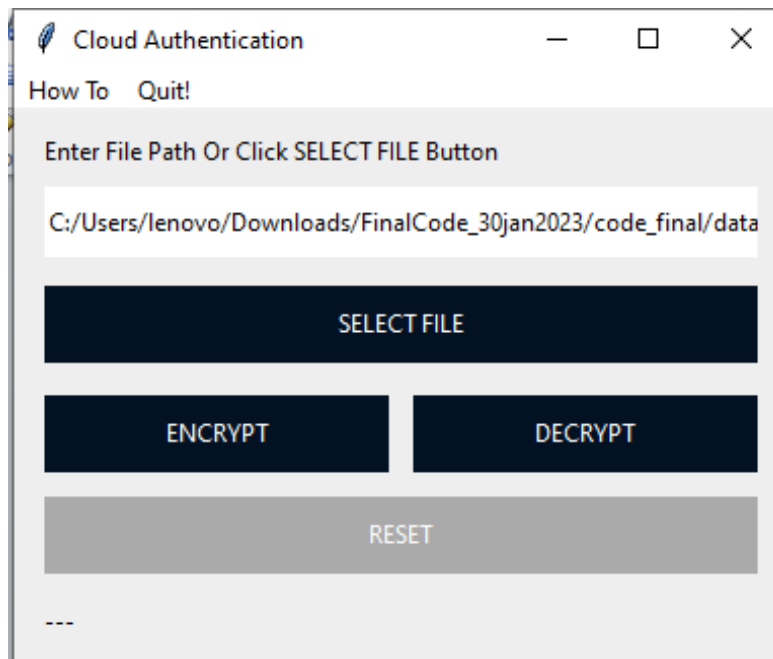 Cloud Authentication
How To Quit!
Enter File Path Or Click SELECT FILE Button
C:/Users/lenovo/Downloads/FinalCode_30jan2023/code_final/data
SELECT FILE
ENCRYPT DECRYPT
RESET
---